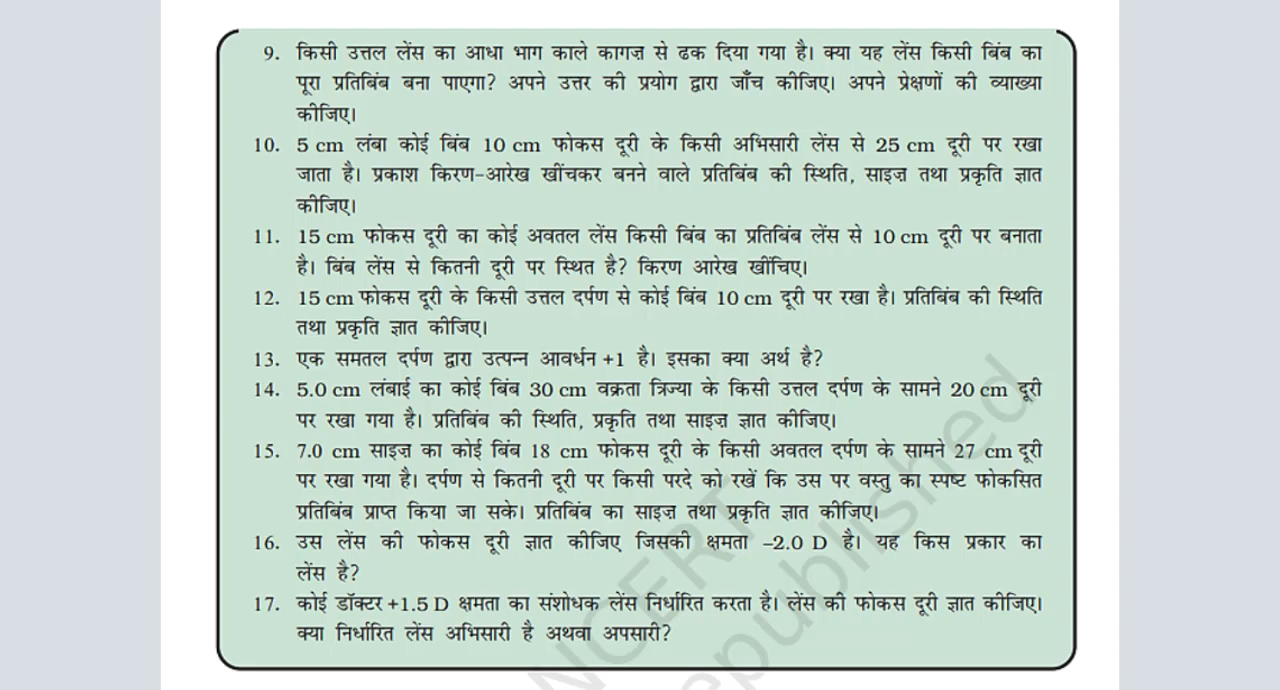 9. किसी उत्तल लेंस का आधा भाग काले कागज़ से ढक दिया गया है। क्या यह लेंस किसी बिंब का
पूरा प्रतिबिंब बना पाएगा? अपने उत्तर की प्रयोग द्वारा जाँच कीजिए। अपने प्रेक्षणों की व्याख्या
कीजिए।
10. 5 cm लंबा कोई बिंब 10 cm फोकस दूरी के किसी अभिसारी लेंस से 25 cm दूरी पर रखा
जाता है। प्रकाश किरण-आरेख खींचकर बनने वाले प्रतिबिंब की स्थिति, साइज़ तथा प्रकृति ज्ञात
कीजिए।
11. 15 cm फोकस दूरी का कोई अवतल लेंस किसी बिंब का प्रतिबिंब लेंस से 10 cm दूरी पर बनाता
है। बिंब लेंस से कितनी दूरी पर स्थित है? किरण आरेख खींचिए।
12. 15 cm फोकस दूरी के किसी उत्तल दर्पण से कोई बिंब 10 cm दूरी पर रखा है। प्रतिबिंब की स्थिति
तथा प्रकृति ज्ञात कीजिए।
13. एक समतल दर्पण द्वारा उत्पन्न आवर्धन +1 है। इसका क्या अर्थ है?
14. 5.0 cm लंबाई का कोई बिंब 30 cm वक्रता त्रिज्या के किसी उत्तल दर्पण के सामने 20 cm दूरी
पर रखा गया है। प्रतिबिंब की स्थिति, प्रकृति तथा साइज़ ज्ञात कीजिए।
15. 7.0 cm साइज़ का कोई बिंब 18 cm फोकस दूरी के किसी अवतल दर्पण के सामने 27 cm दूरी
पर रखा गया है। दर्पण से कितनी दूरी पर किसी परदे को रखें कि उस पर वस्तु का स्पष्ट फोकसित
प्रतिबिंब प्राप्त किया जा सके। प्रतिबिंब का साइज़ तथा प्रकृति ज्ञात कीजिए।
16. उस लेंस की फोकस दूरी ज्ञात कीजिए जिसकी क्षमता –2.0 D है। यह किस प्रकार का
लेंस है?
17. कोई डॉक्टर +1.5 D क्षमता का संशोधक लेंस निर्धारित करता है। लेंस की फोकस दूरी ज्ञात कीजिए।
क्या निर्धारित लेंस अभिसारी है अथवा अपसारी?
NCERT
republished